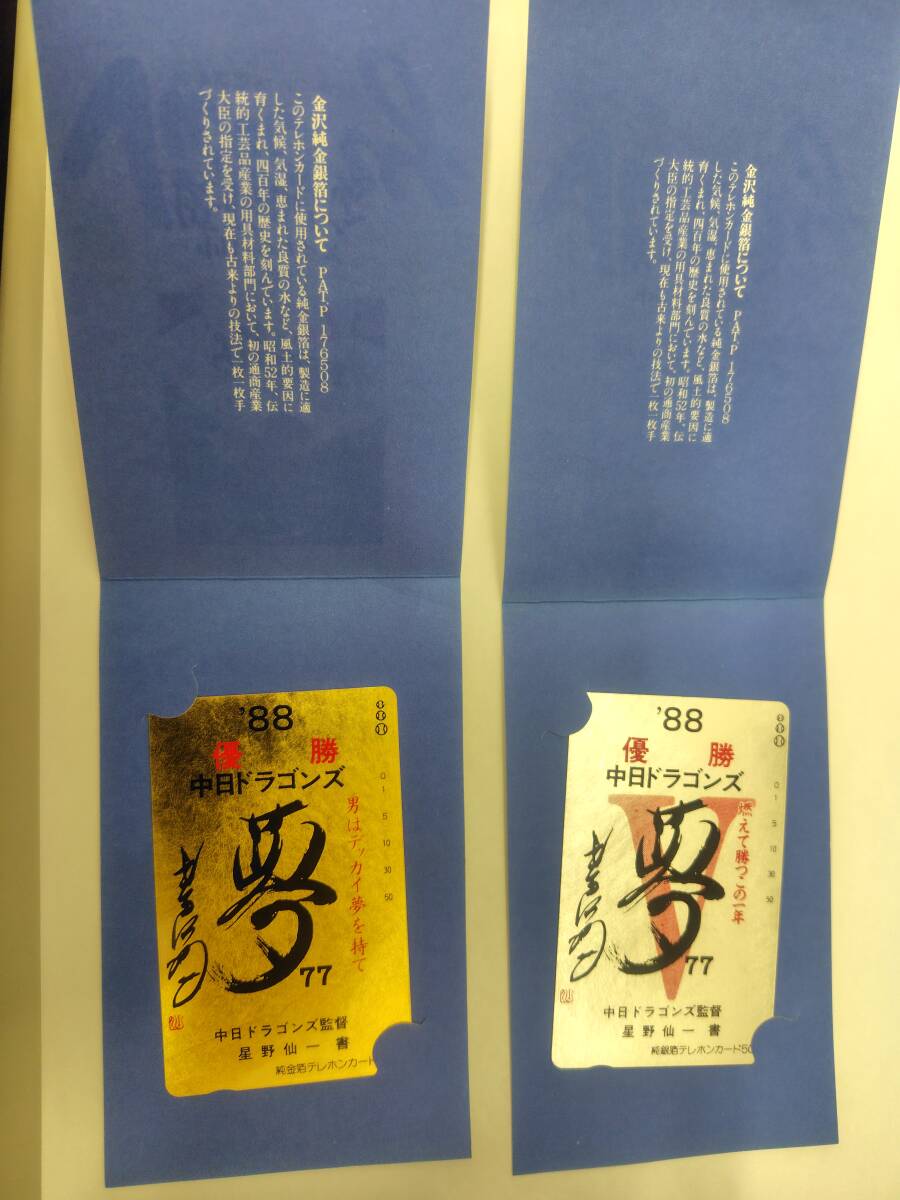 金沢純金銀箔について PAT.P 176508
このテレホンカードに使用されている純金銀箔は、製造に適
した気候、気湿、恵まれた良質の水など、風土的要因に
育くまれ、四百年の歴史を刻んでいます。昭和52年、伝
統的工芸品産業の用具材料部門において、初の通商産業
大臣の指定を受け、現在も古来よりの技法で一枚一枚手
づくりされています。
'88
優勝
中日ドラゴンズ
男はデッカイ夢を持て
夢
77
中日ドラゴンズ監督
星野仙一 書
純金箔テレホンカード
0
1
5
10
30
50
金沢純金銀箔について PAT.P 176508
このテレホンカードに使用されている純金銀箔は、製造に適
した気候、気湿、恵まれた良質の水など、風土的要因に
育くまれ、四百年の歴史を刻んでいます。昭和52年、伝
統的工芸品産業の用具材料部門において、初の通商産業
大臣の指定を受け、現在も古来よりの技法で一枚一枚手
づくりされています。
'88
優勝
中日ドラゴンズ
V
燃えて勝つこの一年
夢
77
中日ドラゴンズ監督
星野仙一 書
純銀箔テレホンカード50
0
1
5
10
30
50